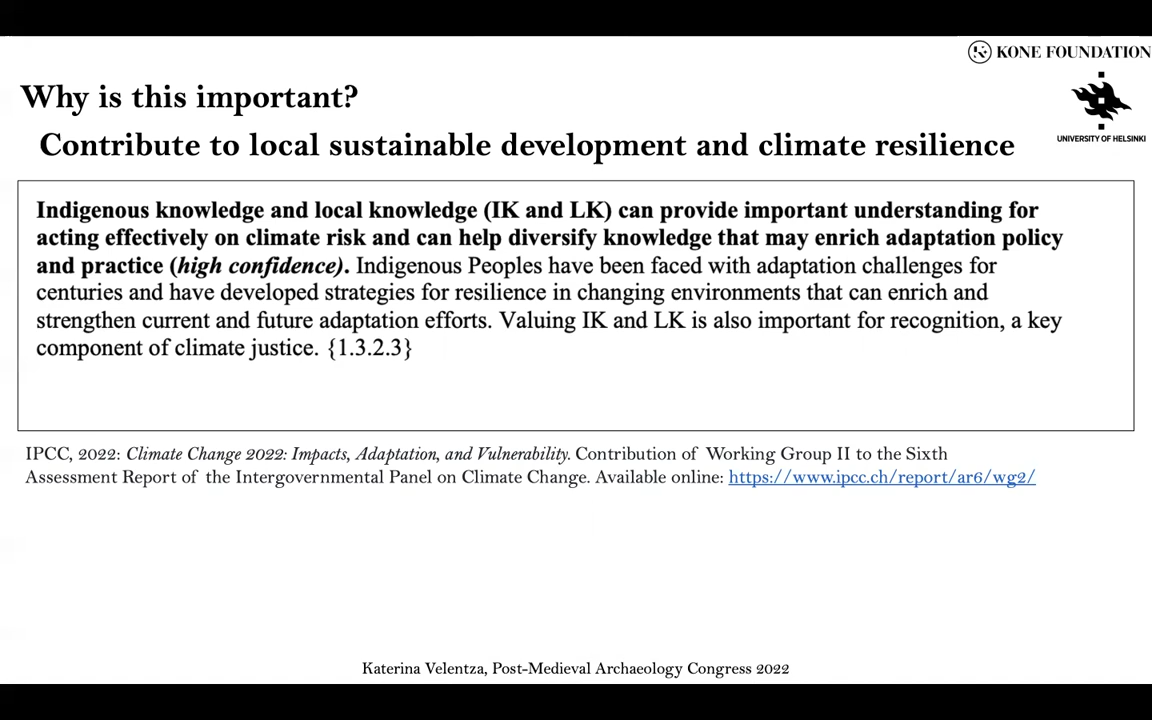 KONE FOUNDATION
Why is this important?
UNIVERSITY OF HELSINKI
Contribute to local sustainable development and climate resilience
Indigenous knowledge and local knowledge (IK and LK) can provide important understanding for
acting effectively on climate risk and can help diversify knowledge that may enrich adaptation policy
and practice (high confidence). Indigenous Peoples have been faced with adaptation challenges for
centuries and have developed strategies for resilience in changing environments that can enrich and
strengthen current and future adaptation efforts. Valuing IK and LK is also important for recognition, a key
component of climate justice. {1.3.2.3}
IPCC, 2022: Climate Change 2022: Impacts, Adaptation, and Vulnerability. Contribution of Working Group II to the Sixth
Assessment Report of the Intergovernmental Panel on Climate Change. Available online: https://www.ipcc.ch/report/ar6/wg2/
Katerina Velentza, Post-Medieval Archaeology Congress 2022